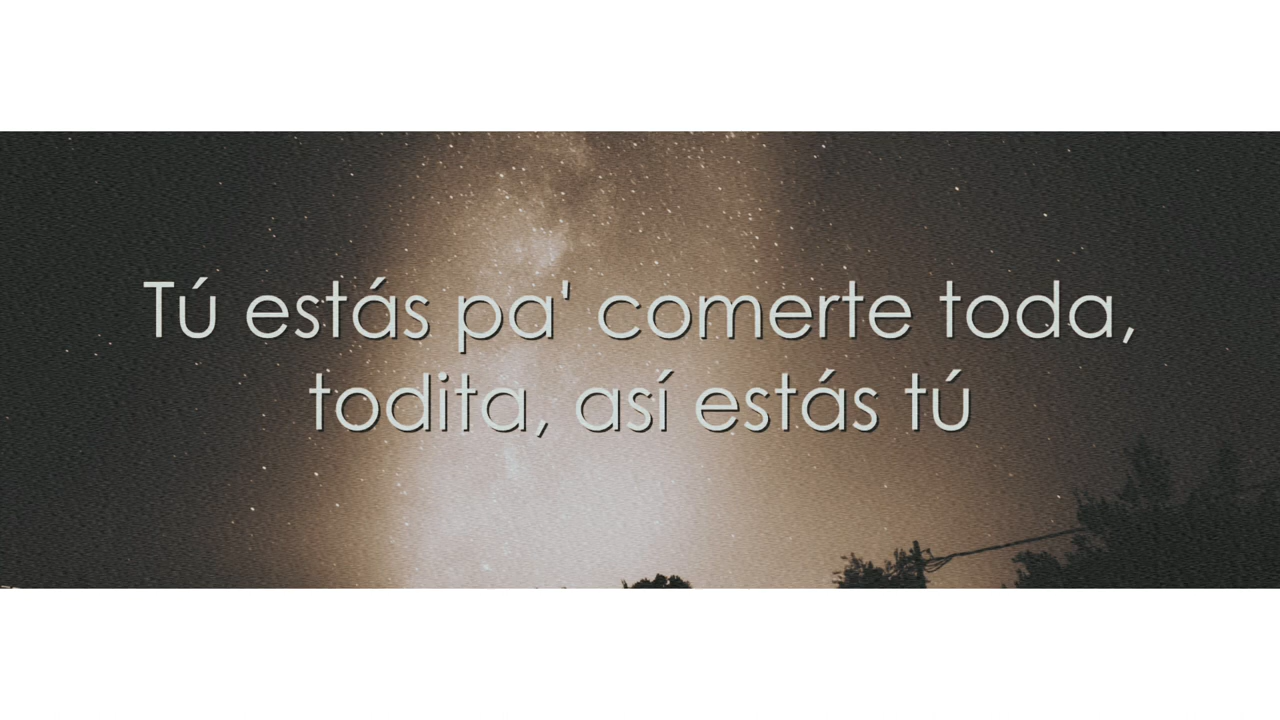 Tú estás pa' comerte toda,
todita, así estás tú